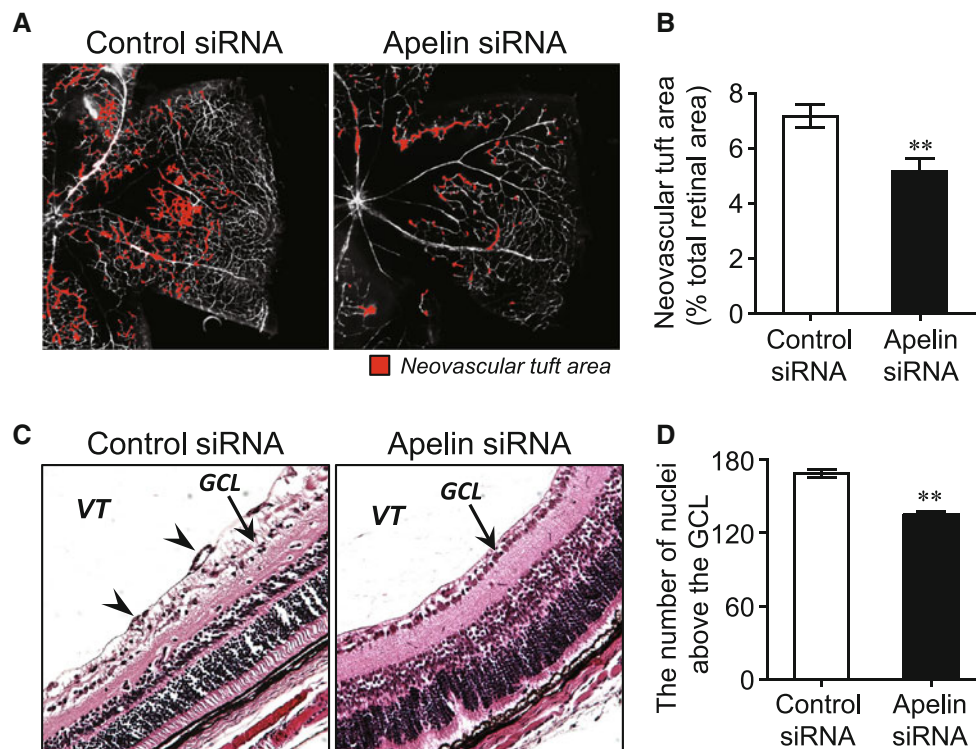 A
Control siRNA
Apelin siRNA
Neovascular tuft area
B
Neovascular tuft area
(% total retinal area)
8
6
4
2
0
**
Control
siRNA
Apelin
siRNA
C
Control siRNA
Apelin siRNA
VT
GCL
VT
GCL
D
The number of nuclei
above the GCL
180
120
60
0
**
Control
siRNA
Apelin
siRNA